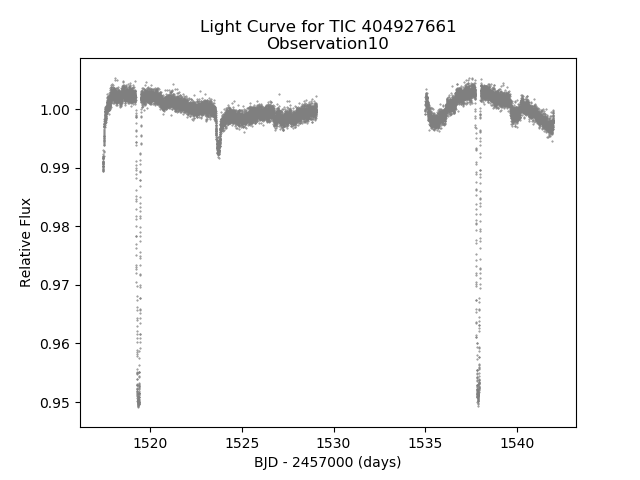 Light Curve for TIC 404927661
Observation10
1.00
0.99
0.98
0.97
0.96
0.95
Relative Flux
1520
1525
1530
1535
1540
BJD - 2457000 (days)